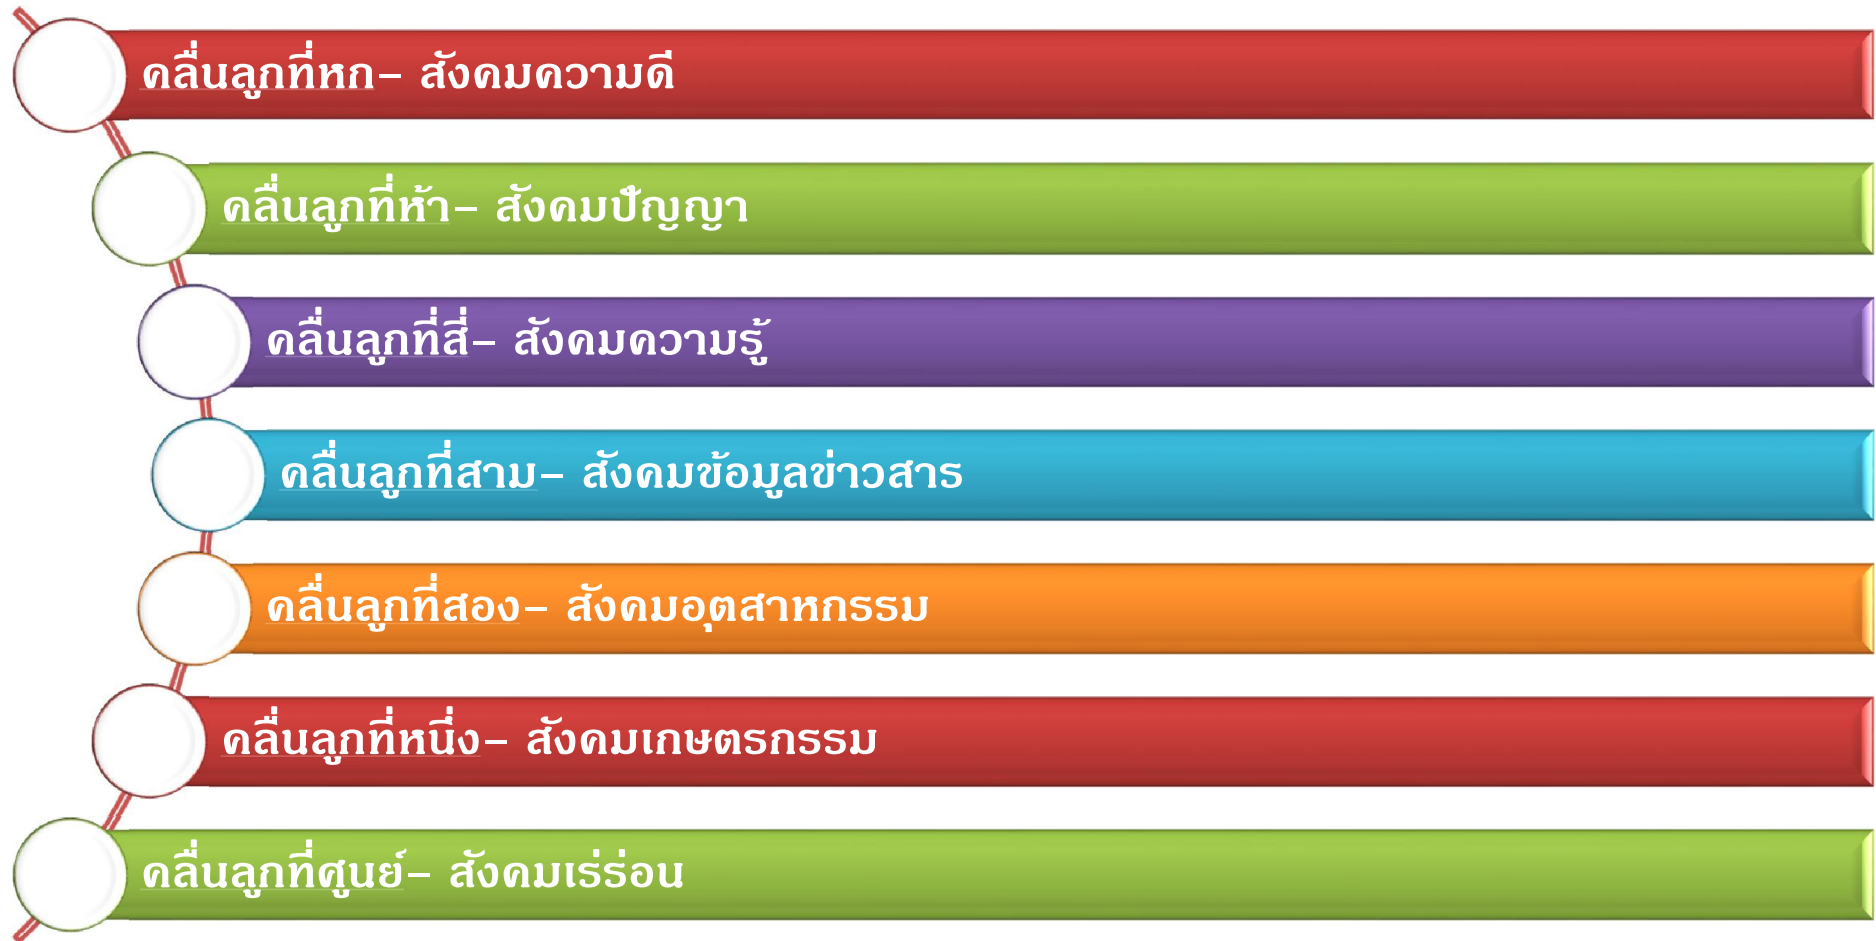 คลื่นลูกที่หก– สังคมความดี
คลื่นลูกที่ห้า– สังคมปัญญา
คลื่นลูกที่สี่– สังคมความรู้
คลื่นลูกที่สาม– สังคมข้อมูลข่าวสาร
คลื่นลูกที่สอง– สังคมอุตสาหกรรม
คลื่นลูกที่หนึ่ง– สังคมเกษตรกรรม
คลื่นลูกที่ศูนย์– สังคมเร่ร่อน